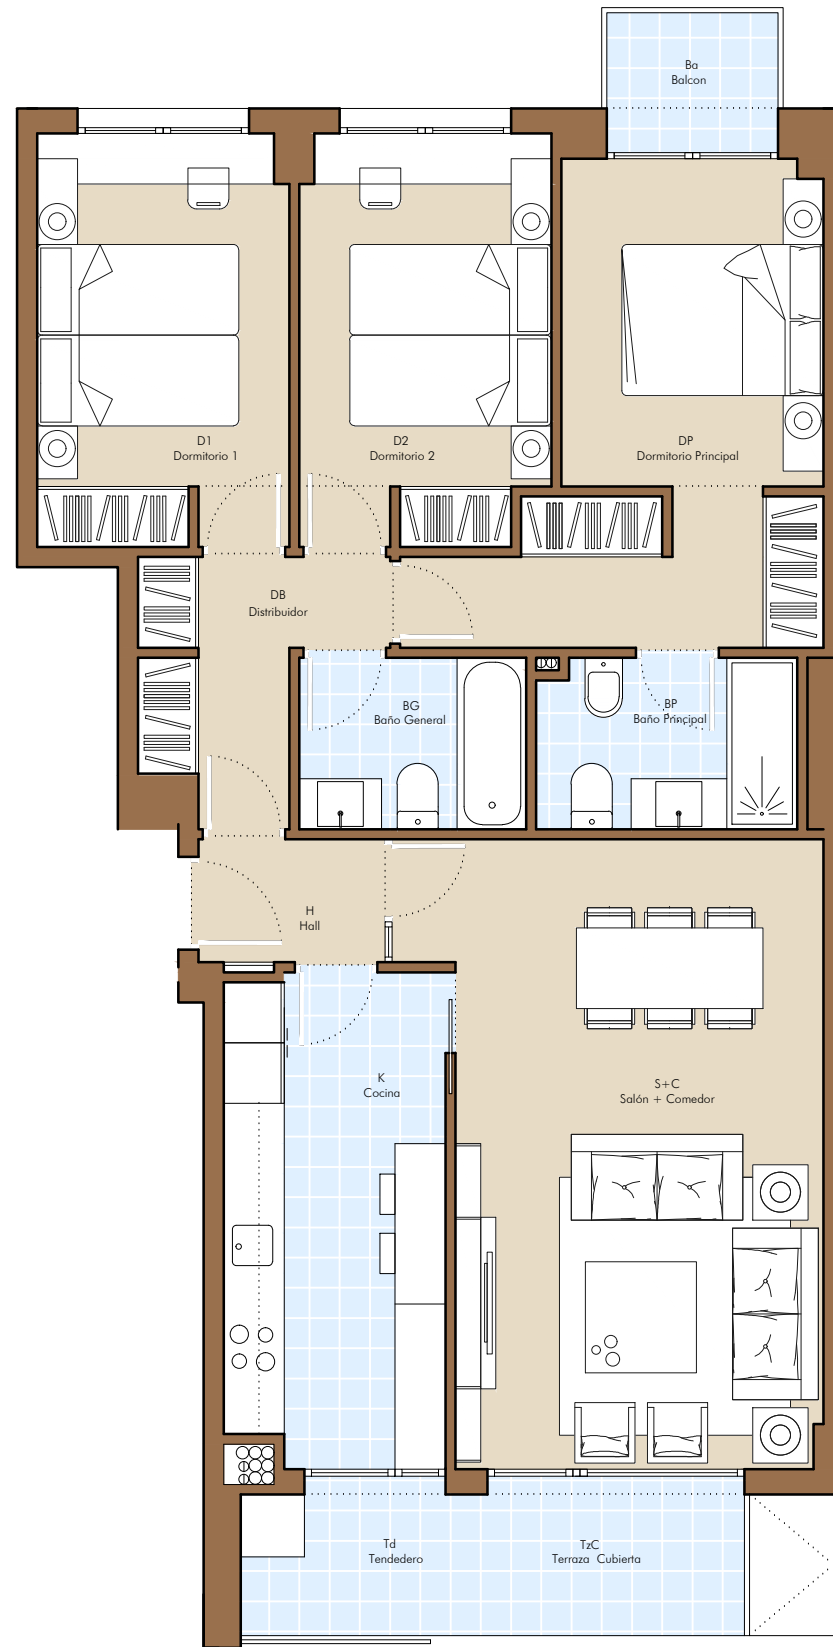 Ba
Balcon
D1
Dormitorio 1
D2
Dormitorio 2
DP
Dormitorio Principal
DB
Distribuidor
BG
Baño General
BP
Baño Principal
H
Hall
K
Cocina
S+C
Salón + Comedor
Td
Tendedero
TzC
Terraza Cubierta